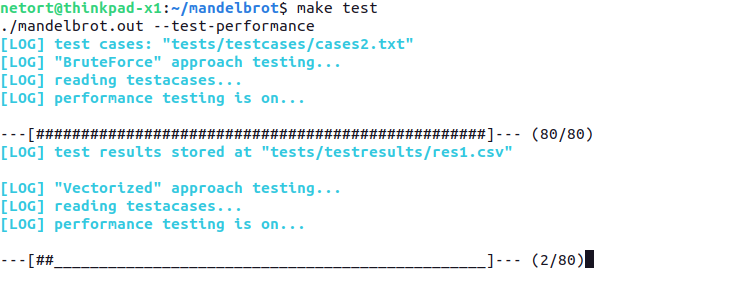 netort@thinkpad-x1:~/mandelbrot$ make test
./mandelbrot.out --test-performance
[LOG] test cases: "tests/testcases/cases2.txt"
[LOG] "BruteForce" approach testing...
[LOG] reading testacases...
[LOG] performance testing is on...
---[##################################################]--- (80/80)
[LOG] test results stored at "tests/testresults/res1.csv"
[LOG] "Vectorized" approach testing...
[LOG] reading testacases...
[LOG] performance testing is on...
---[##________________________________________________]--- (2/80)